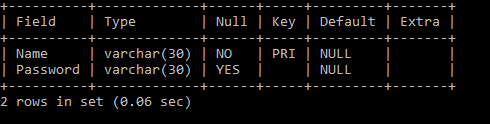 +----------+-------------+------+-----+---------+-------+
| Field    | Type        | Null | Key | Default | Extra |
+----------+-------------+------+-----+---------+-------+
| Name     | varchar(30) | NO   | PRI | NULL    |       |
| Password | varchar(30) | YES  |     | NULL    |       |
+----------+-------------+------+-----+---------+-------+
2 rows in set (0.06 sec)